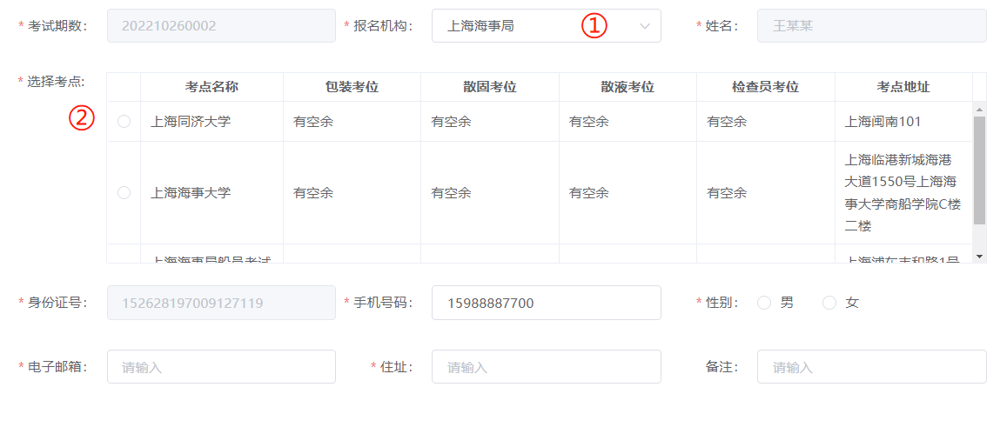 * 考试期数： 202210260002 * 报名机构： 上海海事局 ① * 姓名： 王某某
* 选择考点： 考点名称 包装考位 散固考位 散液考位 检查员考位 考点地址
② 上海同济大学 有空余 有空余 有空余 有空余 上海闽南101
上海海事大学 有空余 有空余 有空余 有空余 上海临港新城海港
大道1550号上海海
事大学商船学院C楼
二楼
上海海事局船员考试 上海浦东丰和路1号
* 身份证号： 152628197009127119 * 手机号码： 15988887700 * 性别： 男 女
* 电子邮箱： 请输入 * 住址： 请输入 备注： 请输入